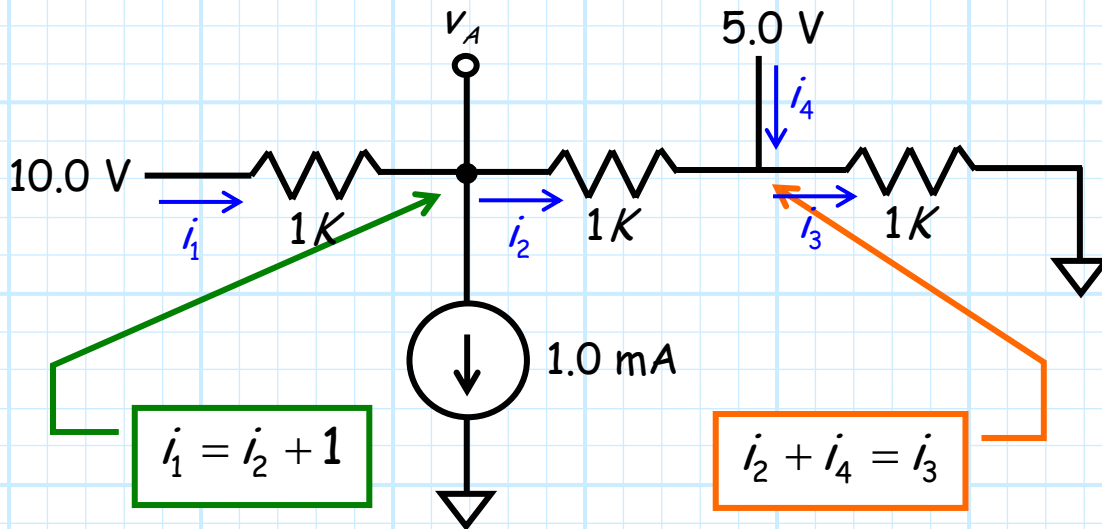 v_A
5.0 V
i_4
10.0 V
i_1
1K
i_2
1K
i_3
1K
1.0 mA
i_1 = i_2 + 1
i_2 + i_4 = i_3